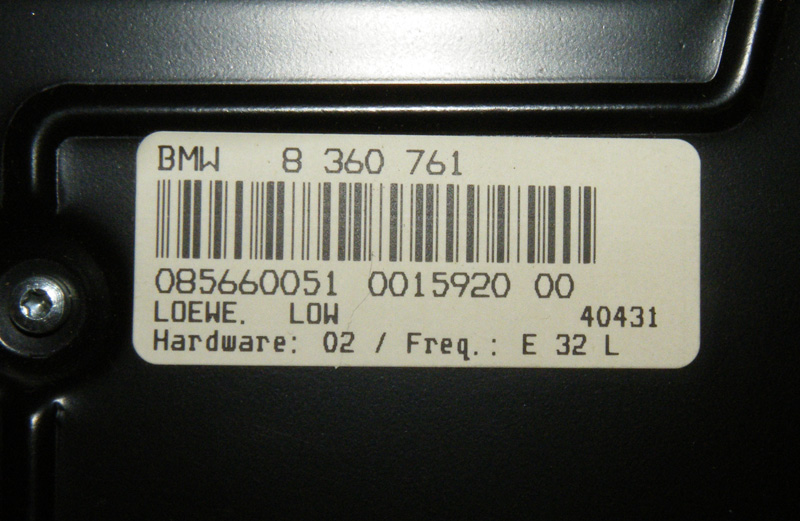 BMW 8 360 761
085660051 0015920 00
LOEWE. LOW 40431
Hardware: 02 / Freq.: E 32 L